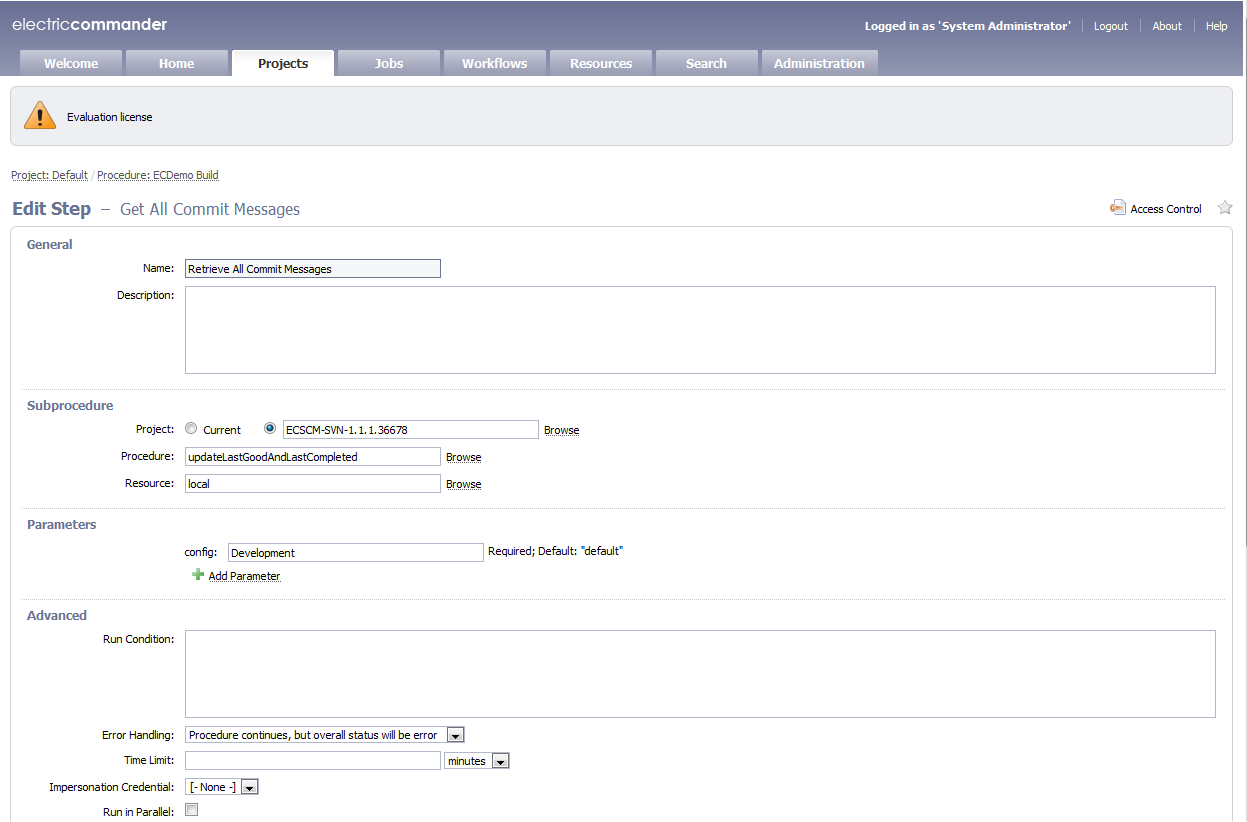 electriccommander
Logged in as 'System Administrator' Logout About Help
Welcome Home Projects Jobs Workflows Resources Search Administration
Evaluation license
Project: Default / Procedure: ECDemo Build
Edit Step – Get All Commit Messages Access Control
General
Name: Retrieve All Commit Messages
Description:
Subprocedure
Project: Current ECSCM-SVN-1.1.1.36678 Browse
Procedure: updateLastGoodAndLastCompleted Browse
Resource: local Browse
Parameters
config: Development Required; Default: "default"
Add Parameter
Advanced
Run Condition:
Error Handling: Procedure continues, but overall status will be error
Time Limit: minutes
Impersonation Credential: [- None -]
Run in Parallel: